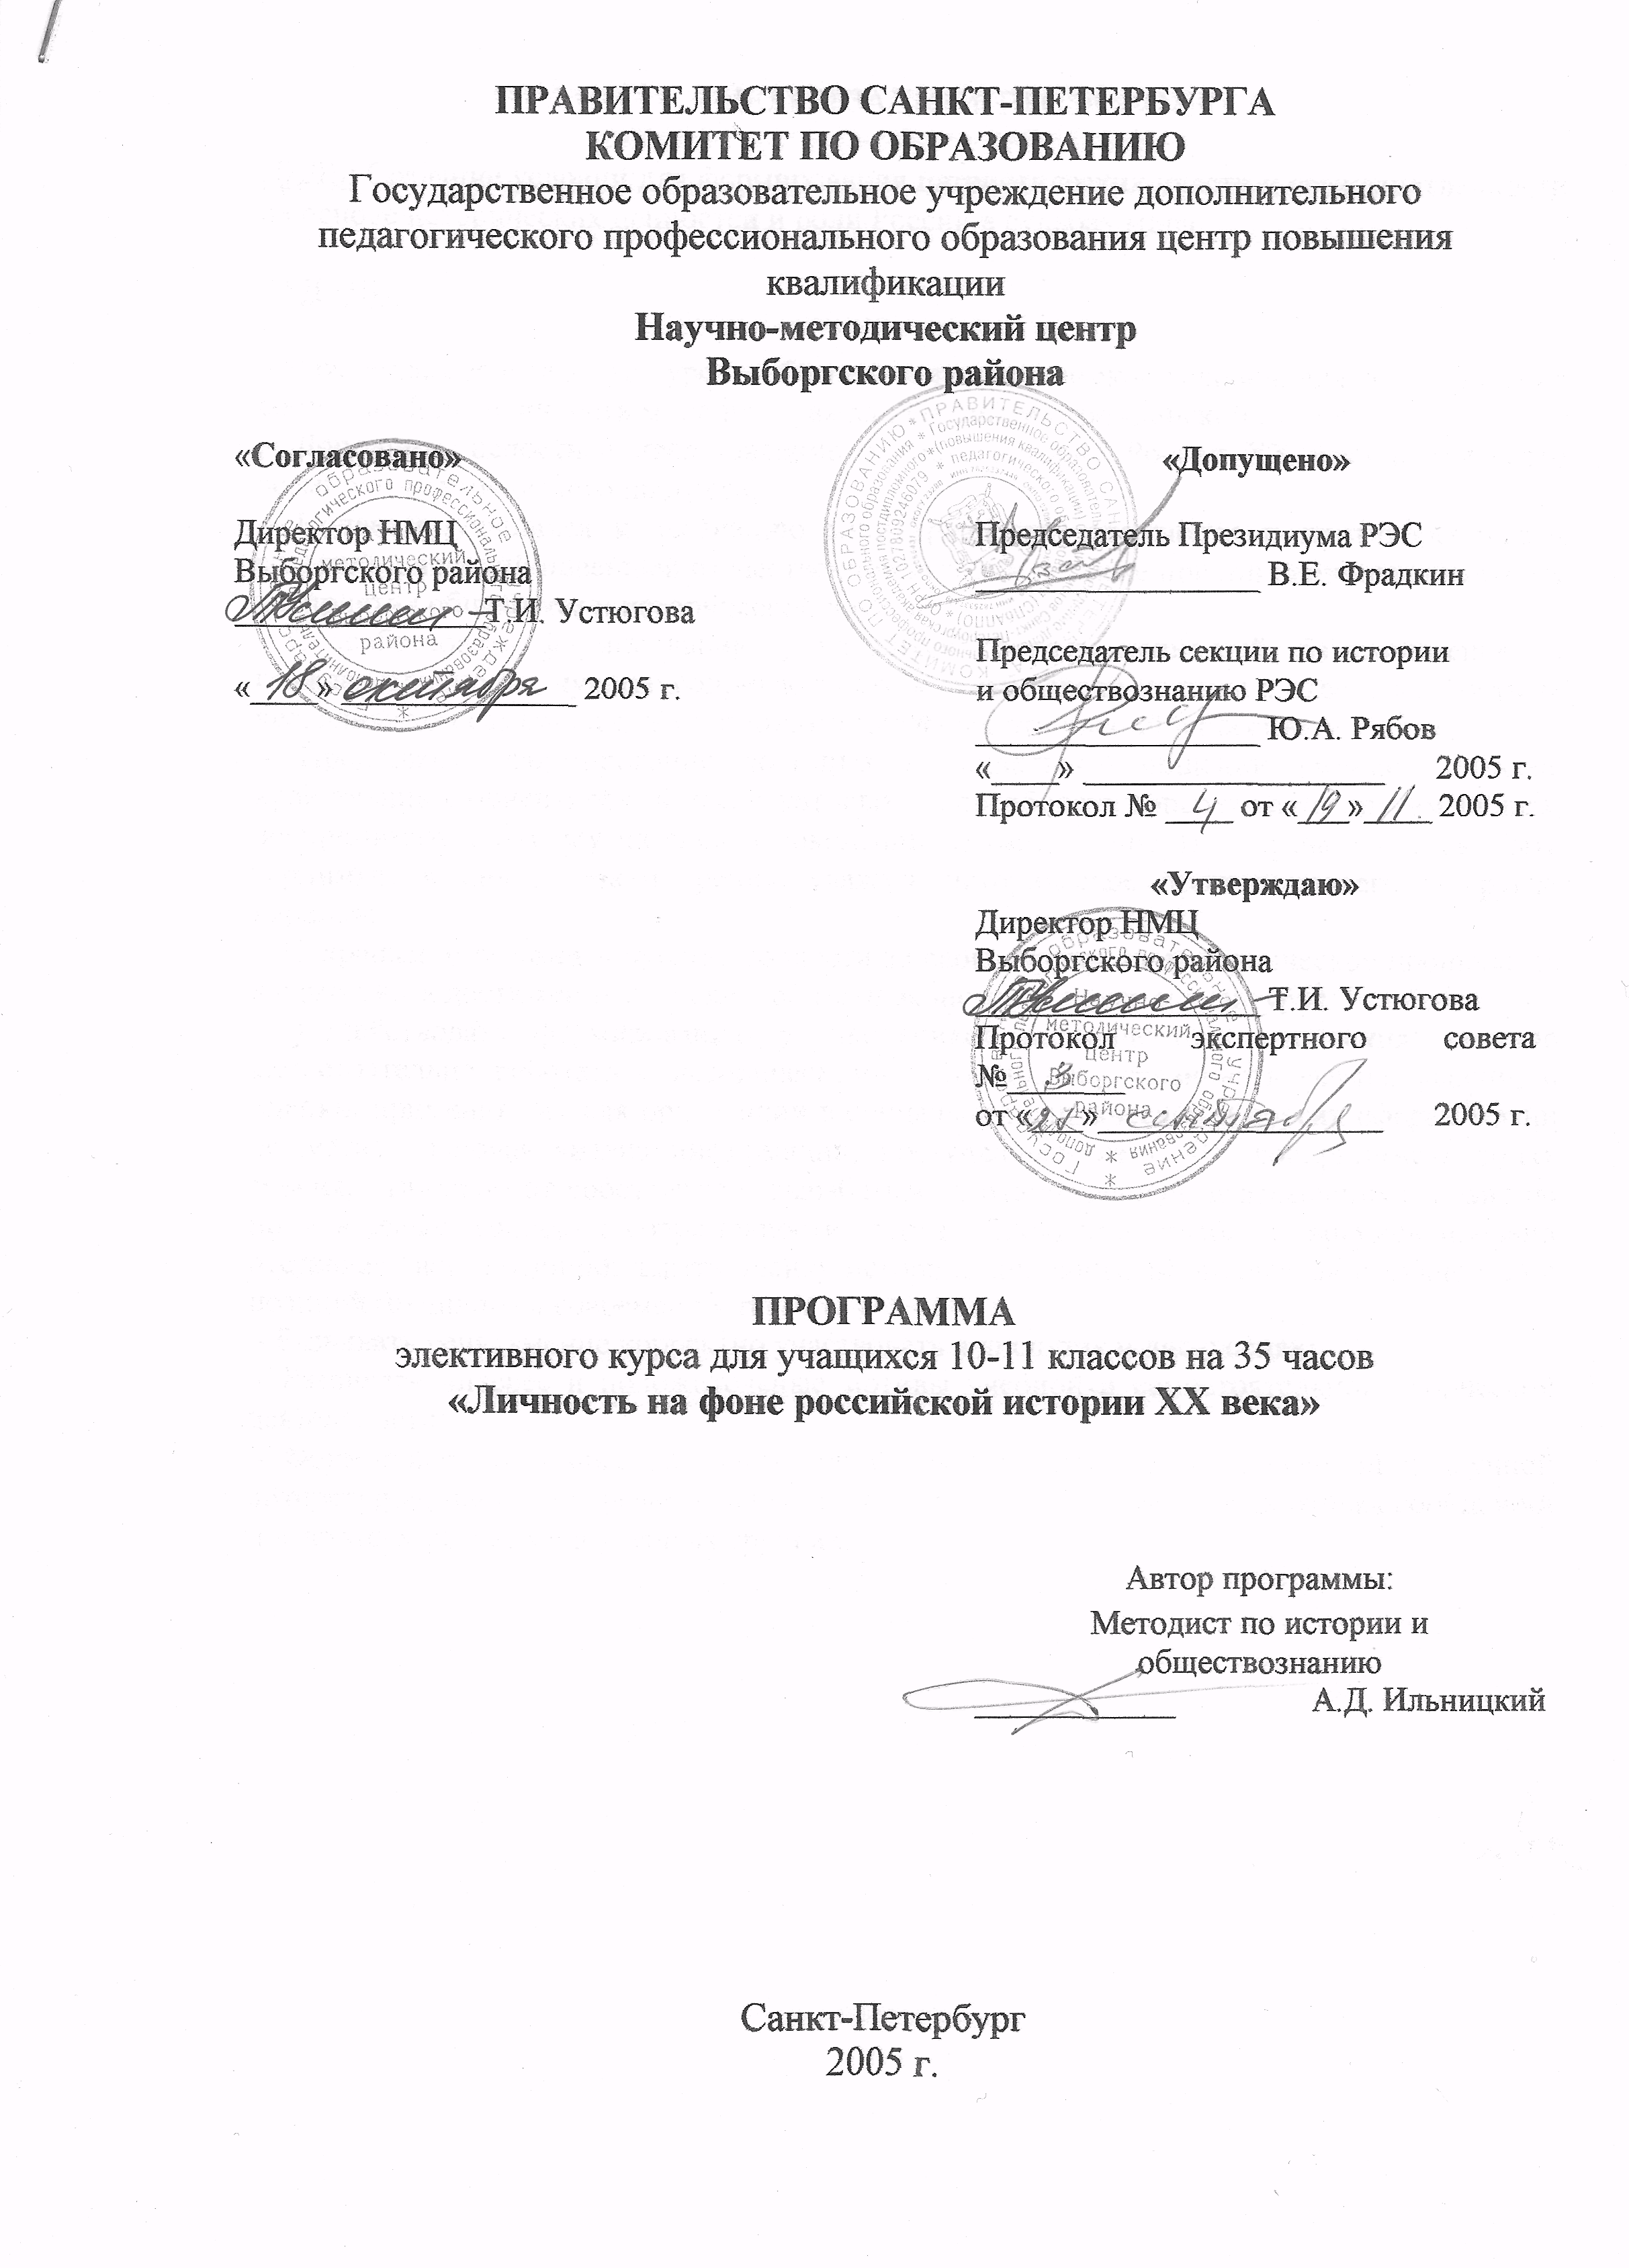 ПРАВИТЕЛЬСТВО САНКТ-ПЕТЕРБУРГА
КОМИТЕТ ПО ОБРАЗОВАНИЮ
Государственное образовательное учреждение дополнительного
педагогического профессионального образования центр повышения
квалификации
Научно-методический центр
Выборгского района
«Согласовано»
Директор НМЦ
Выборгского района
Т.И. Устюгова
«18» октября 2005 г.
«Допущено»
Председатель Президиума РЭС
В.Е. Фрадкин
Председатель секции по истории
и обществознанию РЭС
Ю.А. Рябов
«____» ________________ 2005 г.
Протокол № 4 от «19» 11. 2005 г.
«Утверждаю»
Директор НМЦ
Выборгского района
Т.И. Устюгова
Протокол экспертного совета
№ 3
от « » сентября 2005 г.
ПРОГРАММА
элективного курса для учащихся 10-11 классов на 35 часов
«Личность на фоне российской истории XX века»
Автор программы:
Методист по истории и
обществознанию
А.Д. Ильницкий
Санкт-Петербург
2005 г.